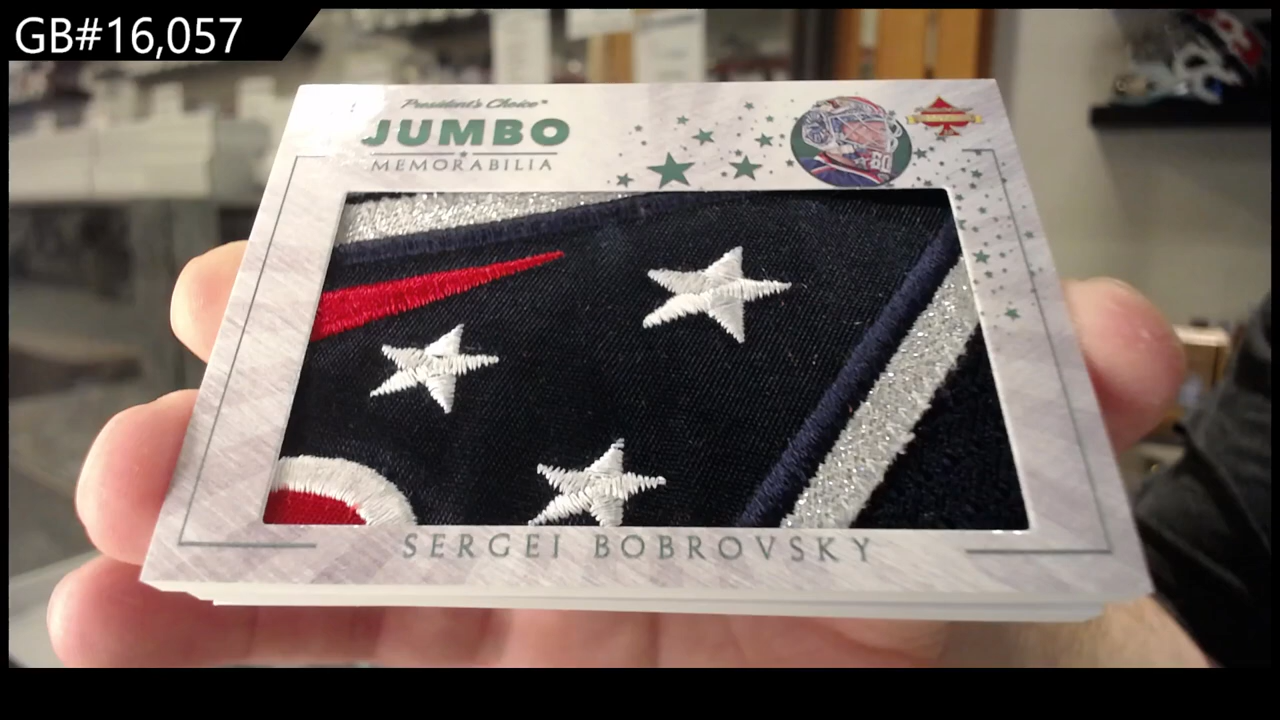 GB#16,057
President's Choice
JUMBO
MEMORABILIA
SERGEI BOBROVSKY